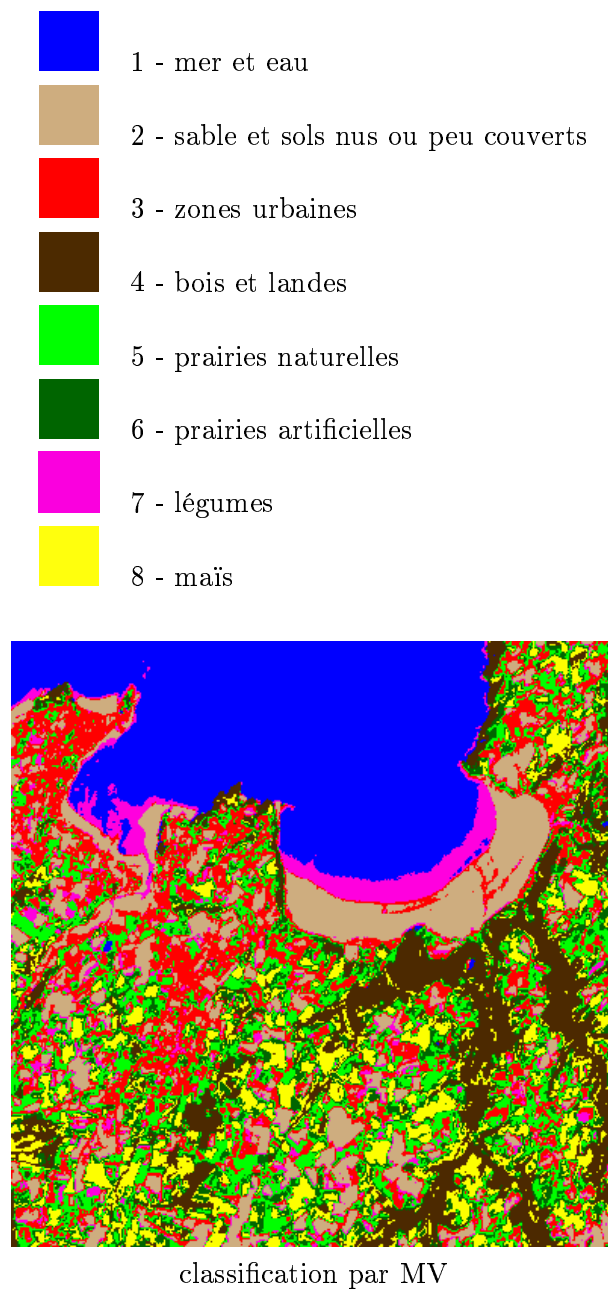 1 - mer et eau
2 - sable et sols nus ou peu couverts
3 - zones urbaines
4 - bois et landes
5 - prairies naturelles
6 - prairies artificielles
7 - légumes
8 - maïs
classification par MV